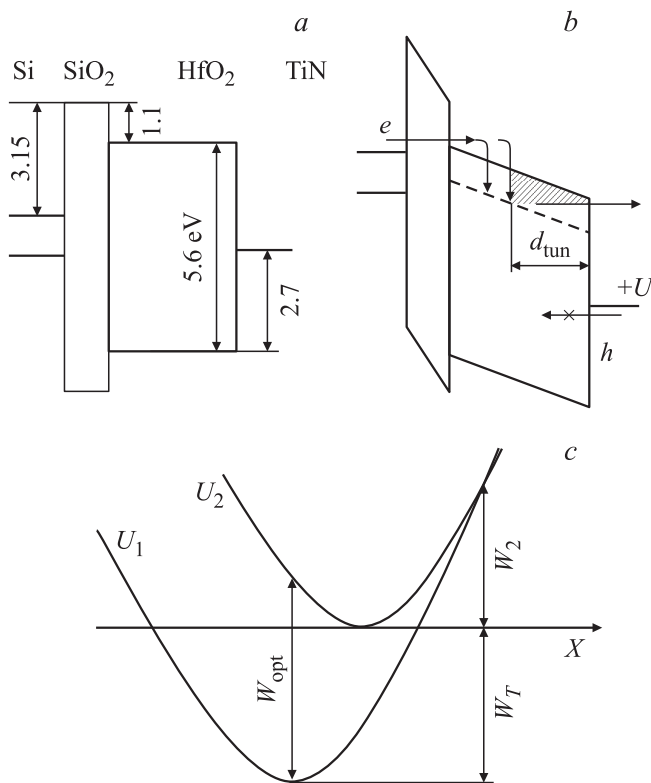 a
Si SiO₂ HfO₂ TiN
3.15
1.1
5.6 eV
2.7
b
e
d_tun
+U
h
c
U₂
U₁
W₂
X
W_opt
W_T